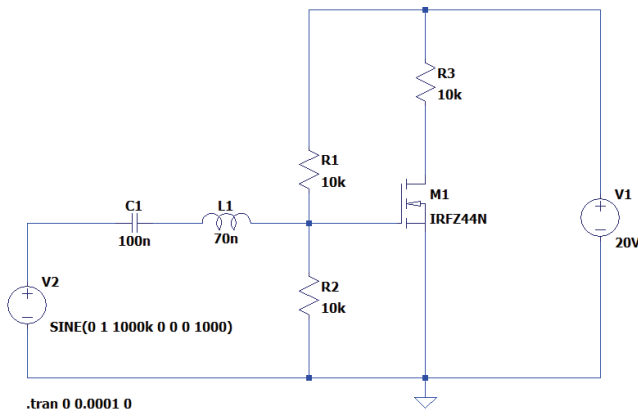 R3
10k
R1
10k
M1
IRFZ44N
V1
20V
C1
100n
L1
70n
V2
SINE(0 1 1000k 0 0 0 1000)
R2
10k
.tran 0 0.0001 0